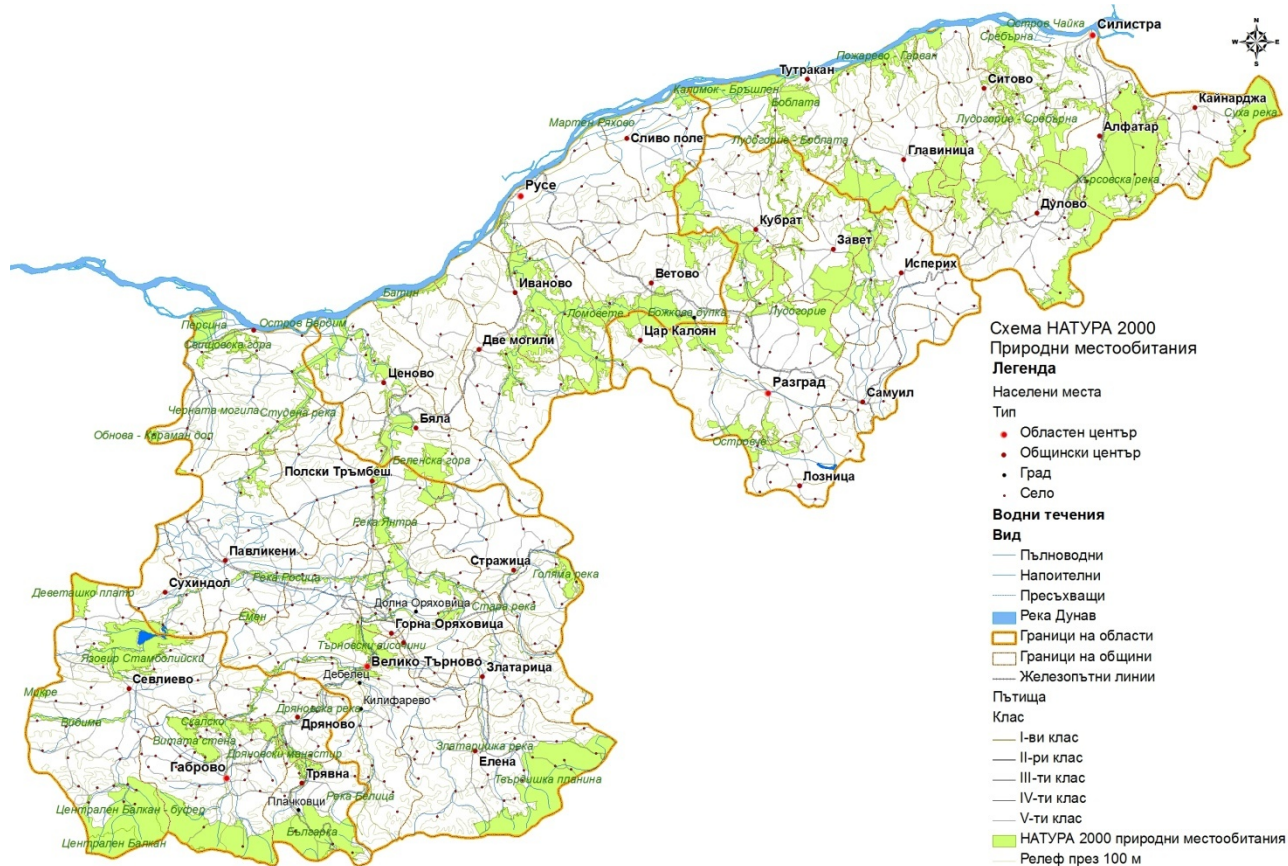 Остров Чайка
Силистра
N
W
E
S
Сребърна
Пожарево - Гарван
Тутракан
Ситово
Калимок - Бръшлен
Боблата
Кайнарджа
Суха река
Мартен Ряхово
Лудогорие - Сребърна
Алфатар
Сливо поле
Лудогорие - Боблата
Главиница
Хърсовска река
Русе
Дулово
Кубрат
Завет
Исперих
Ветово
Иваново
Батин
Ломовете
Божкова дупка
Лудогорие
Персина
Остров Вардим
Свищовска гора
Цар Калоян
Две могили
Ценово
Разград
Самуил
Черната могила
Студена река
Бяла
Обнова - Караман дол
Островче
Беленска гора
Полски Тръмбеш
Лозница
Река Янтра
Павликени
Стражица
Река Росица
Голяма река
Деветашко плато
Сухиндол
Долна Оряховица
Стара река
Емен
Горна Оряховица
Търновски височини
Язовир Стамболийски
Велико Търново
Златарица
Дебелец
Севлиево
Микре
Килифарево
Видима
Дряновска река
Скалско
Дряново
Витата стена
Дряновски манастир
Златаришка река
Елена
Габрово
Трявна
Твърдишка планина
Река Белица
Централен Балкан - буфер
Плачковци
Българка
Централен Балкан
Схема НАТУРА 2000
Природни местообитания
Легенда
Населени места
Тип
Областен център
Общински център
Град
Село
Водни течения
Вид
Пълноводни
Напоителни
Пресъхващи
Река Дунав
Граници на области
Граници на общини
Железопътни линии
Пътища
Клас
I-ви клас
II-ри клас
III-ти клас
IV-ти клас
V-ти клас
НАТУРА 2000 природни местообитания
Релеф през 100 м